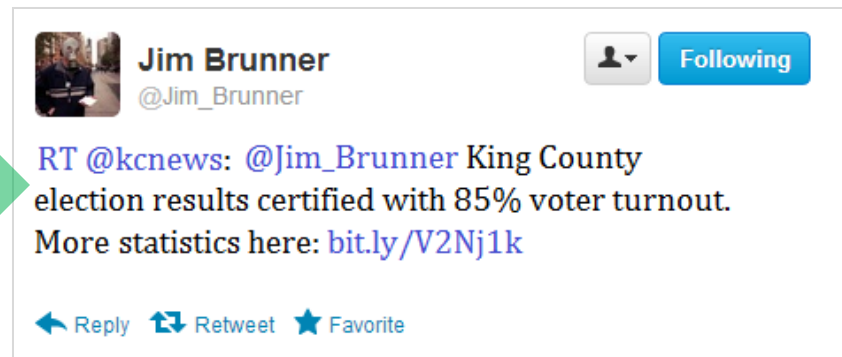 Jim Brunner
@Jim_Brunner
Following
RT @kcnews: @Jim_Brunner King County
election results certified with 85% voter turnout.
More statistics here: bit.ly/V2Nj1k
Reply Retweet Favorite